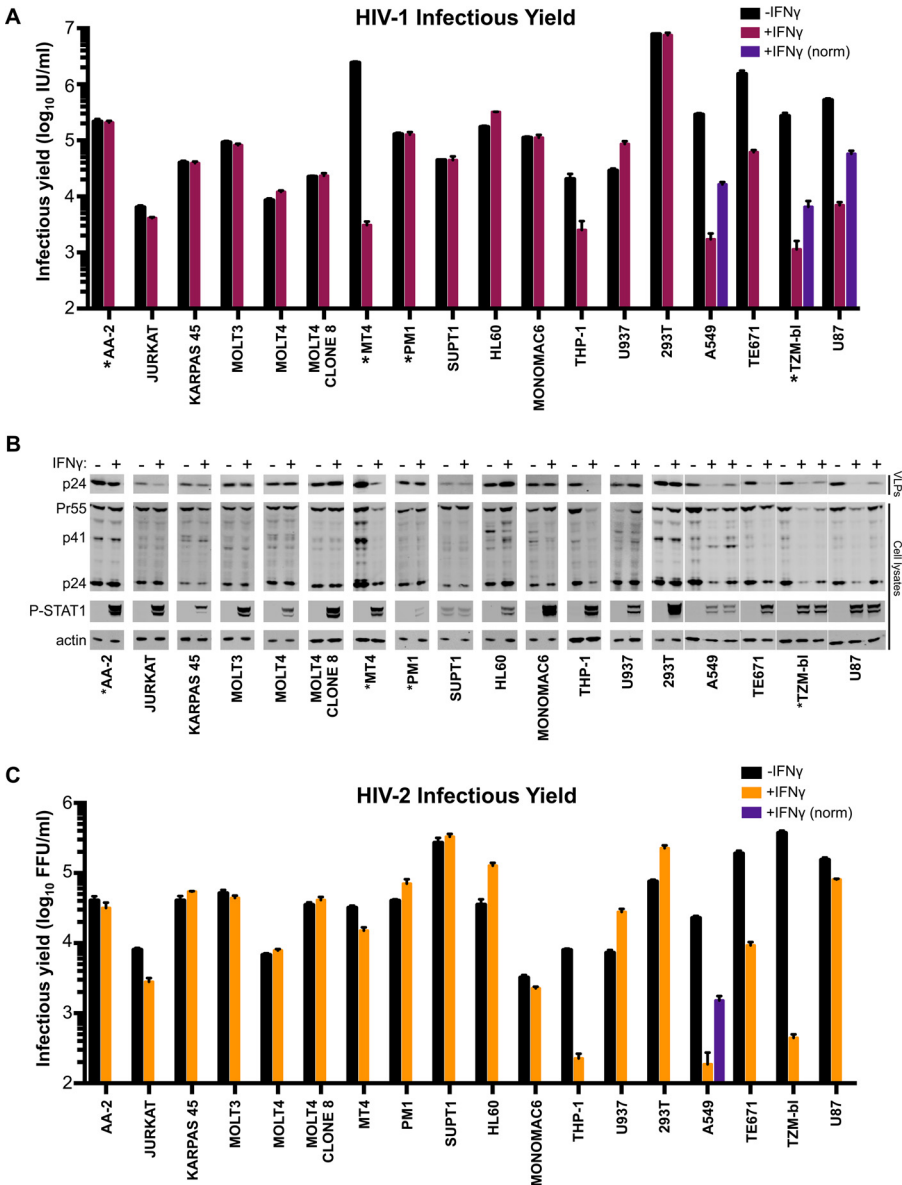 A
HIV-1 Infectious Yield
-IFNγ
+IFNγ
+IFNγ (norm)
Infectious yield (log10 IU/ml)
7
6
5
4
3
2
*AA-2
JURKAT
KARPAS 45
MOLT3
MOLT4
MOLT4 CLONE 8
*MT4
*PM1
SUPT1
HL60
MONOMAC6
THP-1
U937
293T
A549
TE671
*TZM-bl
U87
B
IFNγ: - + - + - + - + - + - + - + - + - + - + - + - + - + - + - + + - + - + + - + +
p24
VLPs
Pr55
p41
p24
Cell lysates
P-STAT1
actin
*AA-2
JURKAT
KARPAS 45
MOLT3
MOLT4
MOLT4 CLONE 8
*MT4
*PM1
SUPT1
HL60
MONOMAC6
THP-1
U937
293T
A549
TE671
*TZM-bl
U87
C
HIV-2 Infectious Yield
-IFNγ
+IFNγ
+IFNγ (norm)
Infectious yield (log10 FFU/ml)
6
5
4
3
2
AA-2
JURKAT
KARPAS 45
MOLT3
MOLT4
MOLT4 CLONE 8
MT4
PM1
SUPT1
HL60
MONOMAC6
THP-1
U937
293T
A549
TE671
TZM-bl
U87